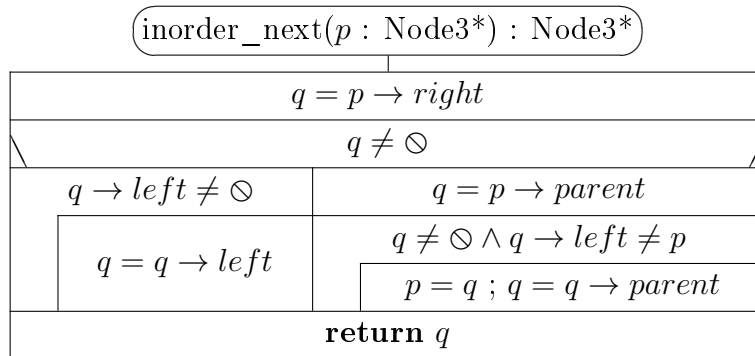 inorder_next(p : Node3*) : Node3*
q = p → right
q ≠ ⦸
q → left ≠ ⦸
q = p → parent
q = q → left
q ≠ ⦸ ∧ q → left ≠ p
p = q ; q = q → parent
return q